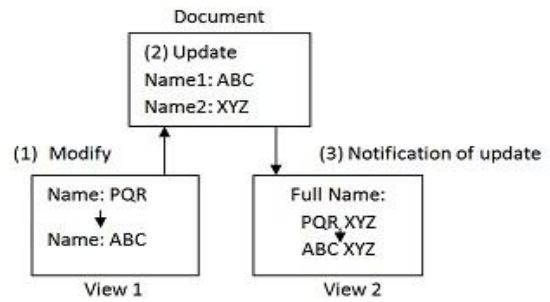 Document
(2) Update
Name1: ABC
Name2: XYZ
(1) Modify
(3) Notification of update
Name: PQR
Name: ABC
Full Name:
PQR XYZ
ABC XYZ
View 1
View 2